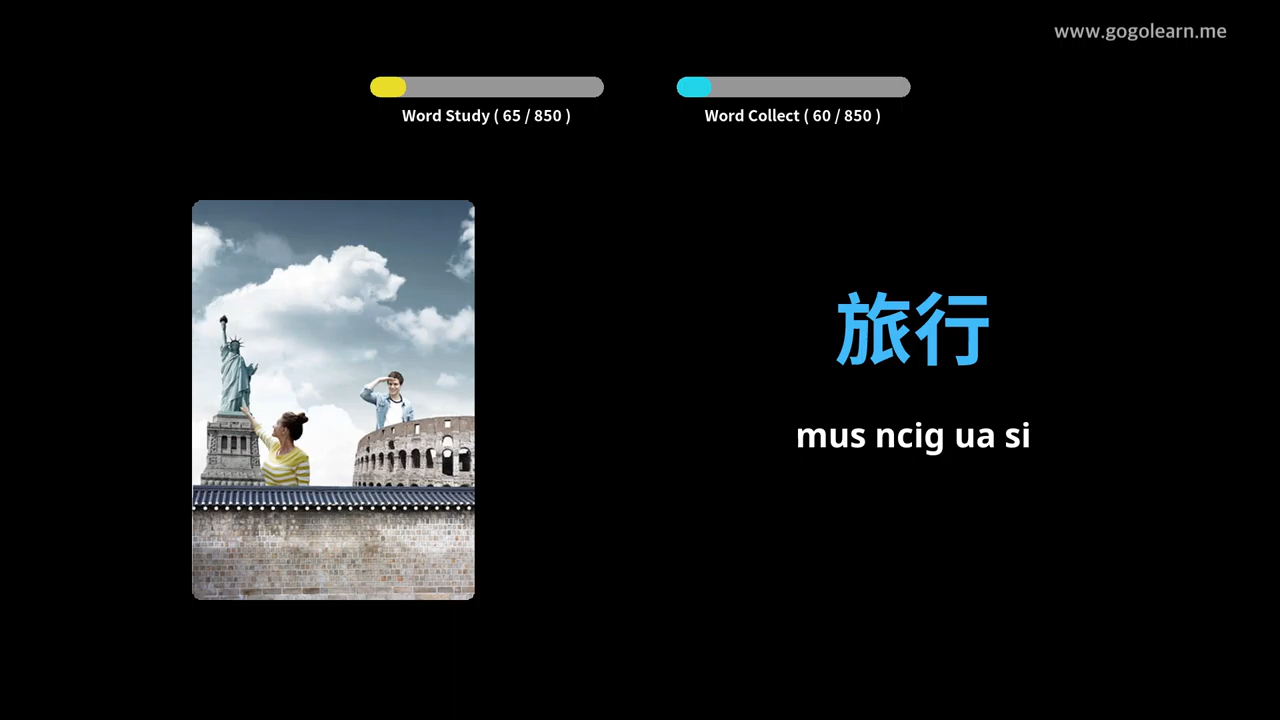 www.gogolearn.me
Word Study ( 65 / 850 )
Word Collect ( 60 / 850 )
旅行
mus ncig ua si